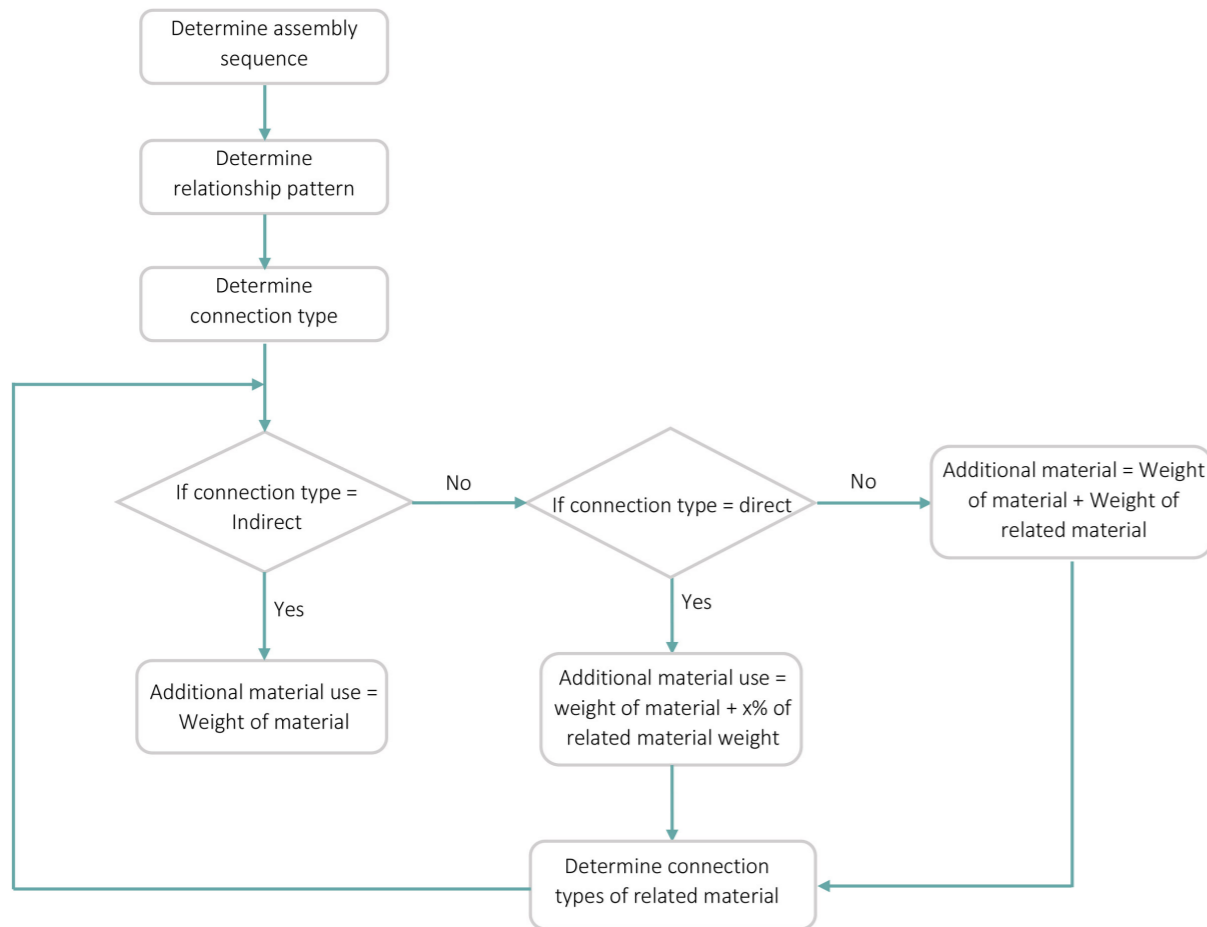 Determine assembly
sequence
Determine
relationship pattern
Determine
connection type
If connection type =
Indirect
No
If connection type = direct
No
Additional material = Weight
of material + Weight of
related material
Yes
Yes
Additional material use =
Weight of material
Additional material use =
weight of material + x% of
related material weight
Determine connection
types of related material